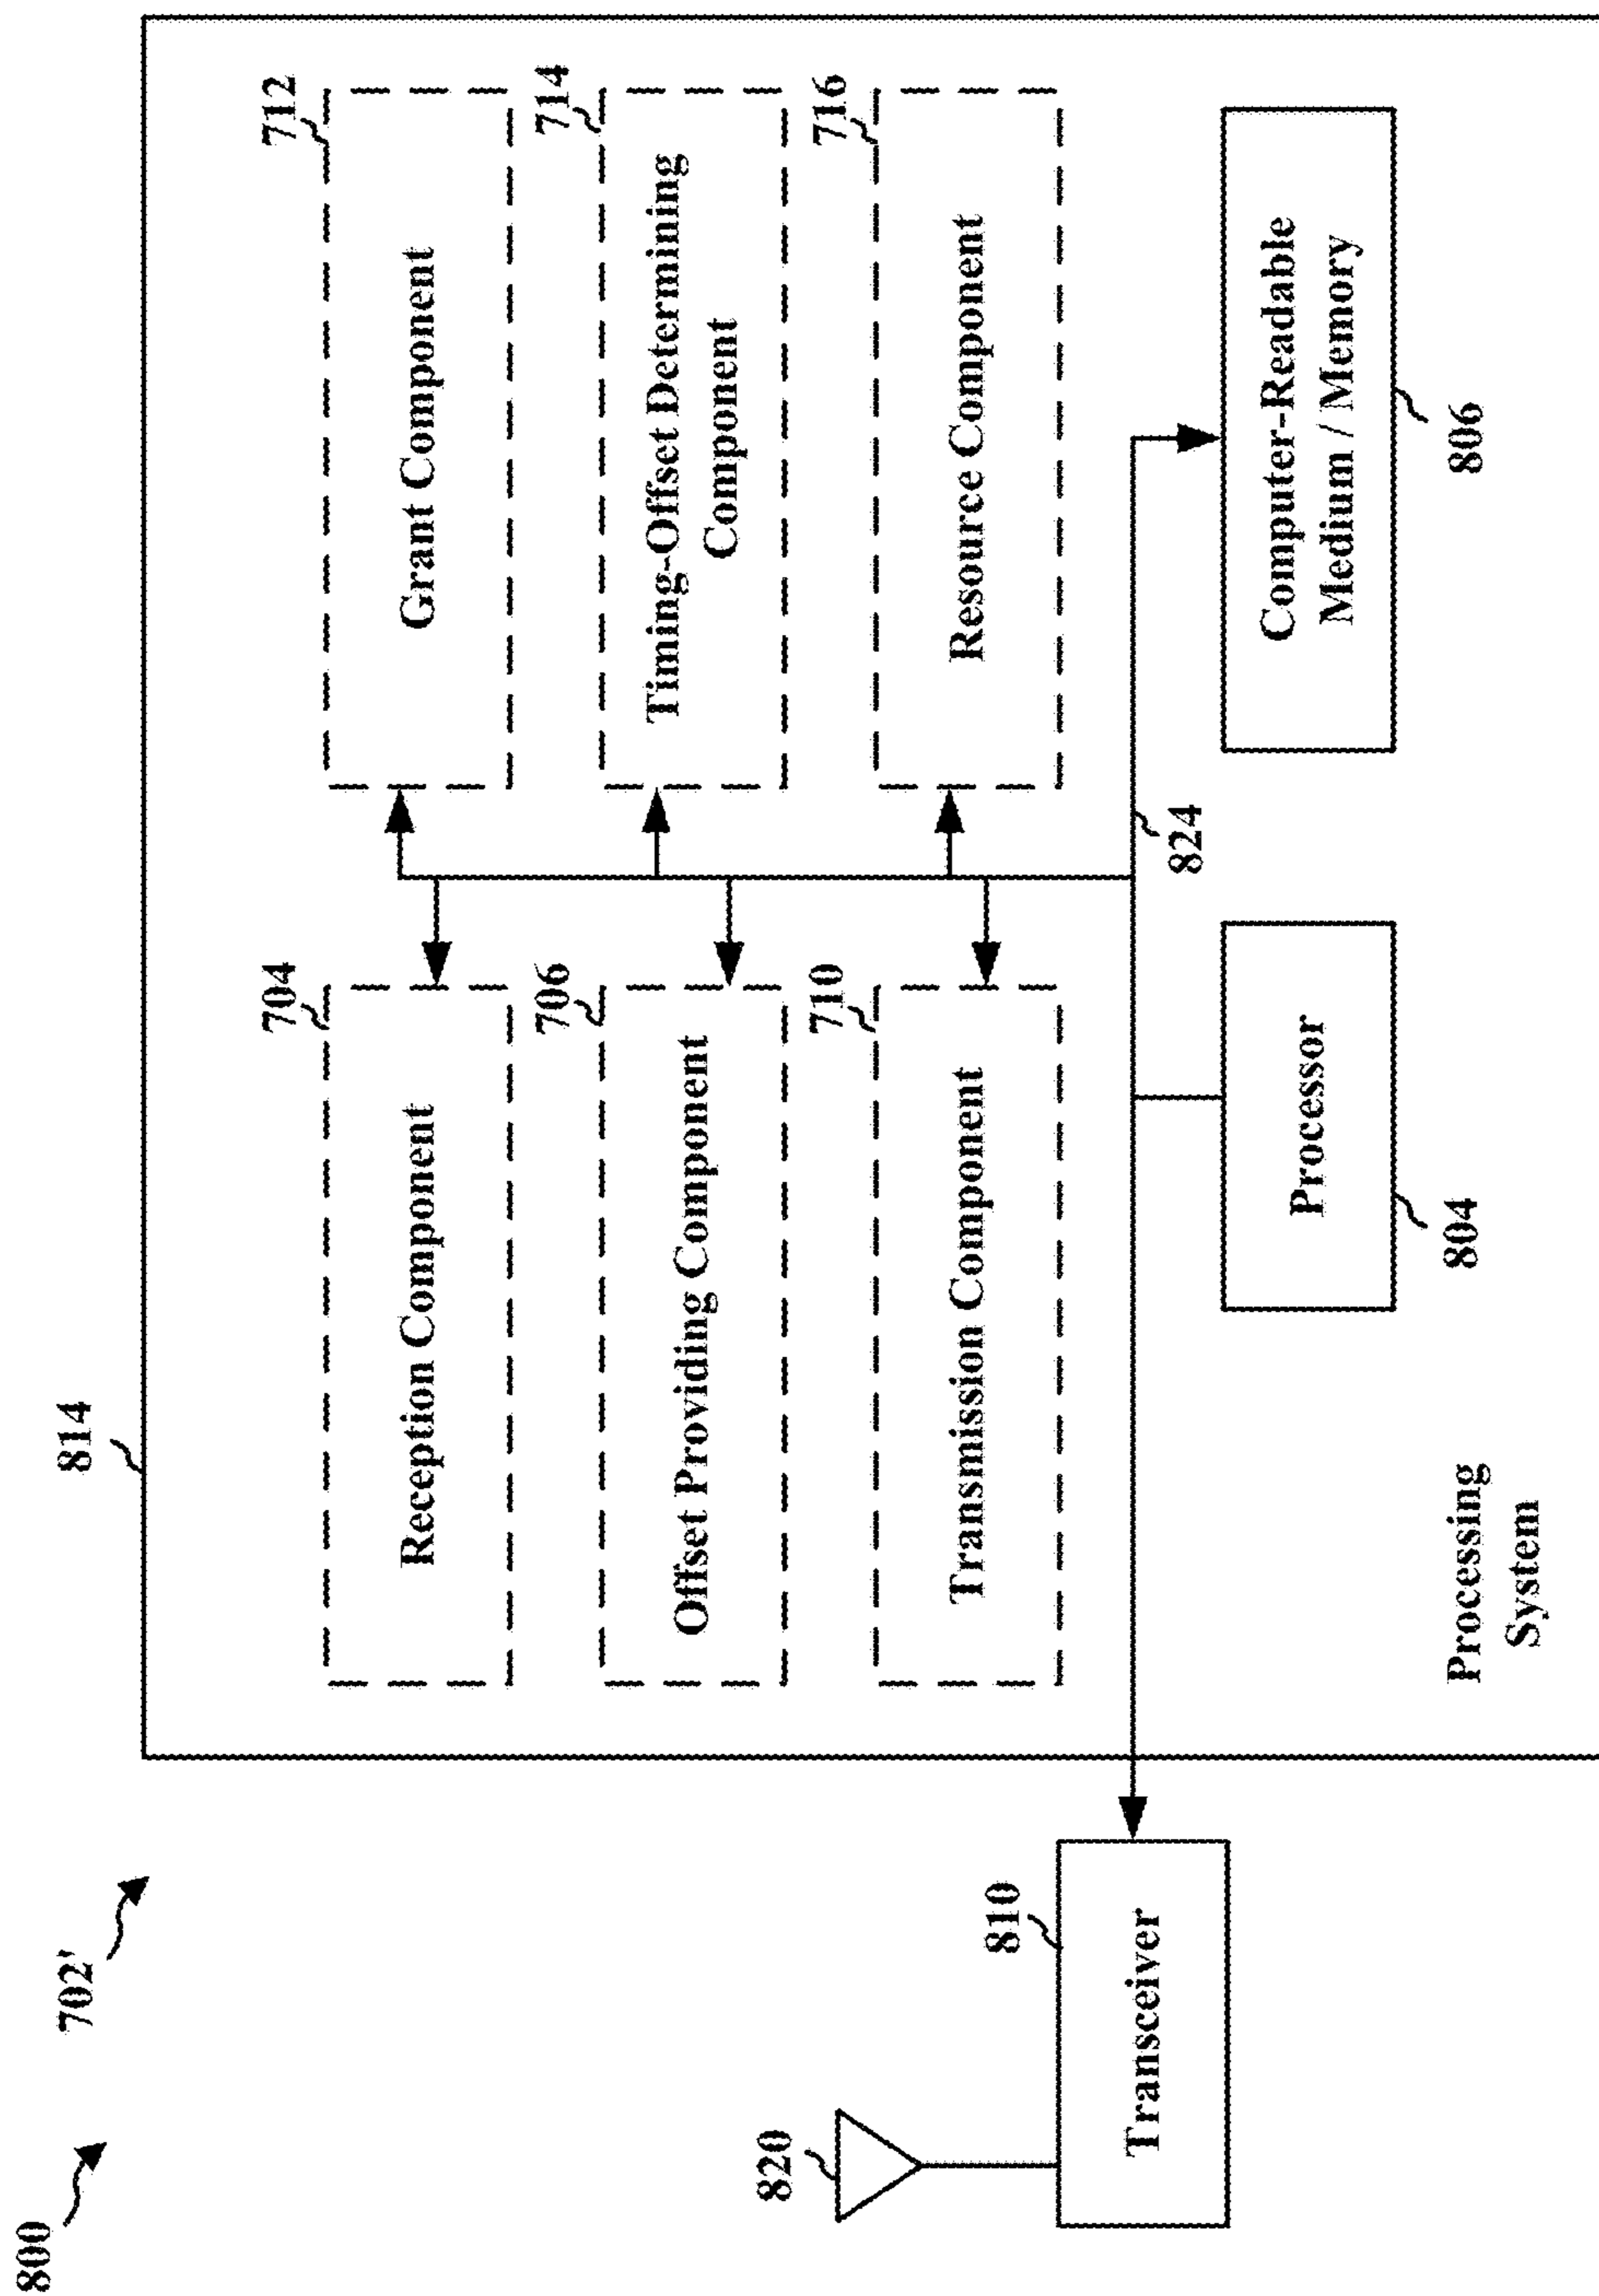 800
702'
814
704
Reception Component
712
Grant Component
706
Offset Providing Component
714
Timing-Offset Determining
Component
710
Transmission Component
716
Resource Component
820
810
Transceiver
824
Processor
804
Computer-Readable
Medium / Memory
806
Processing
System